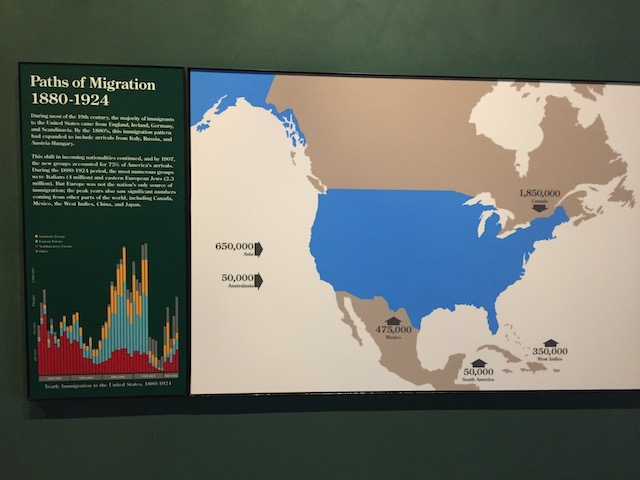 Paths of Migration
1880-1924
During most of the 19th century, the majority of immigrants
to the United States came from England, Ireland, Germany,
and Scandinavia. By the 1880's, this immigration pattern
had expanded to include arrivals from Italy, Russia, and
Austria-Hungary.
This shift in incoming nationalities continued, and by 1907,
the new groups accounted for 75% of America's arrivals.
During the 1880-1924 period, the most numerous groups
were Italians (4 million) and eastern European Jews (2.3
million). But Europe was not the nation's only source of
immigration; the peak years also saw significant numbers
coming from other parts of the world, including Canada,
Mexico, the West Indies, China, and Japan.
Southern Europe
Eastern Europe
Northwestern Europe
Other
Yearly Immigration to the United States, 1880-1924
1,850,000
Canada
650,000
Asia
50,000
Australasia
475,000
Mexico
350,000
West Indies
50,000
South America